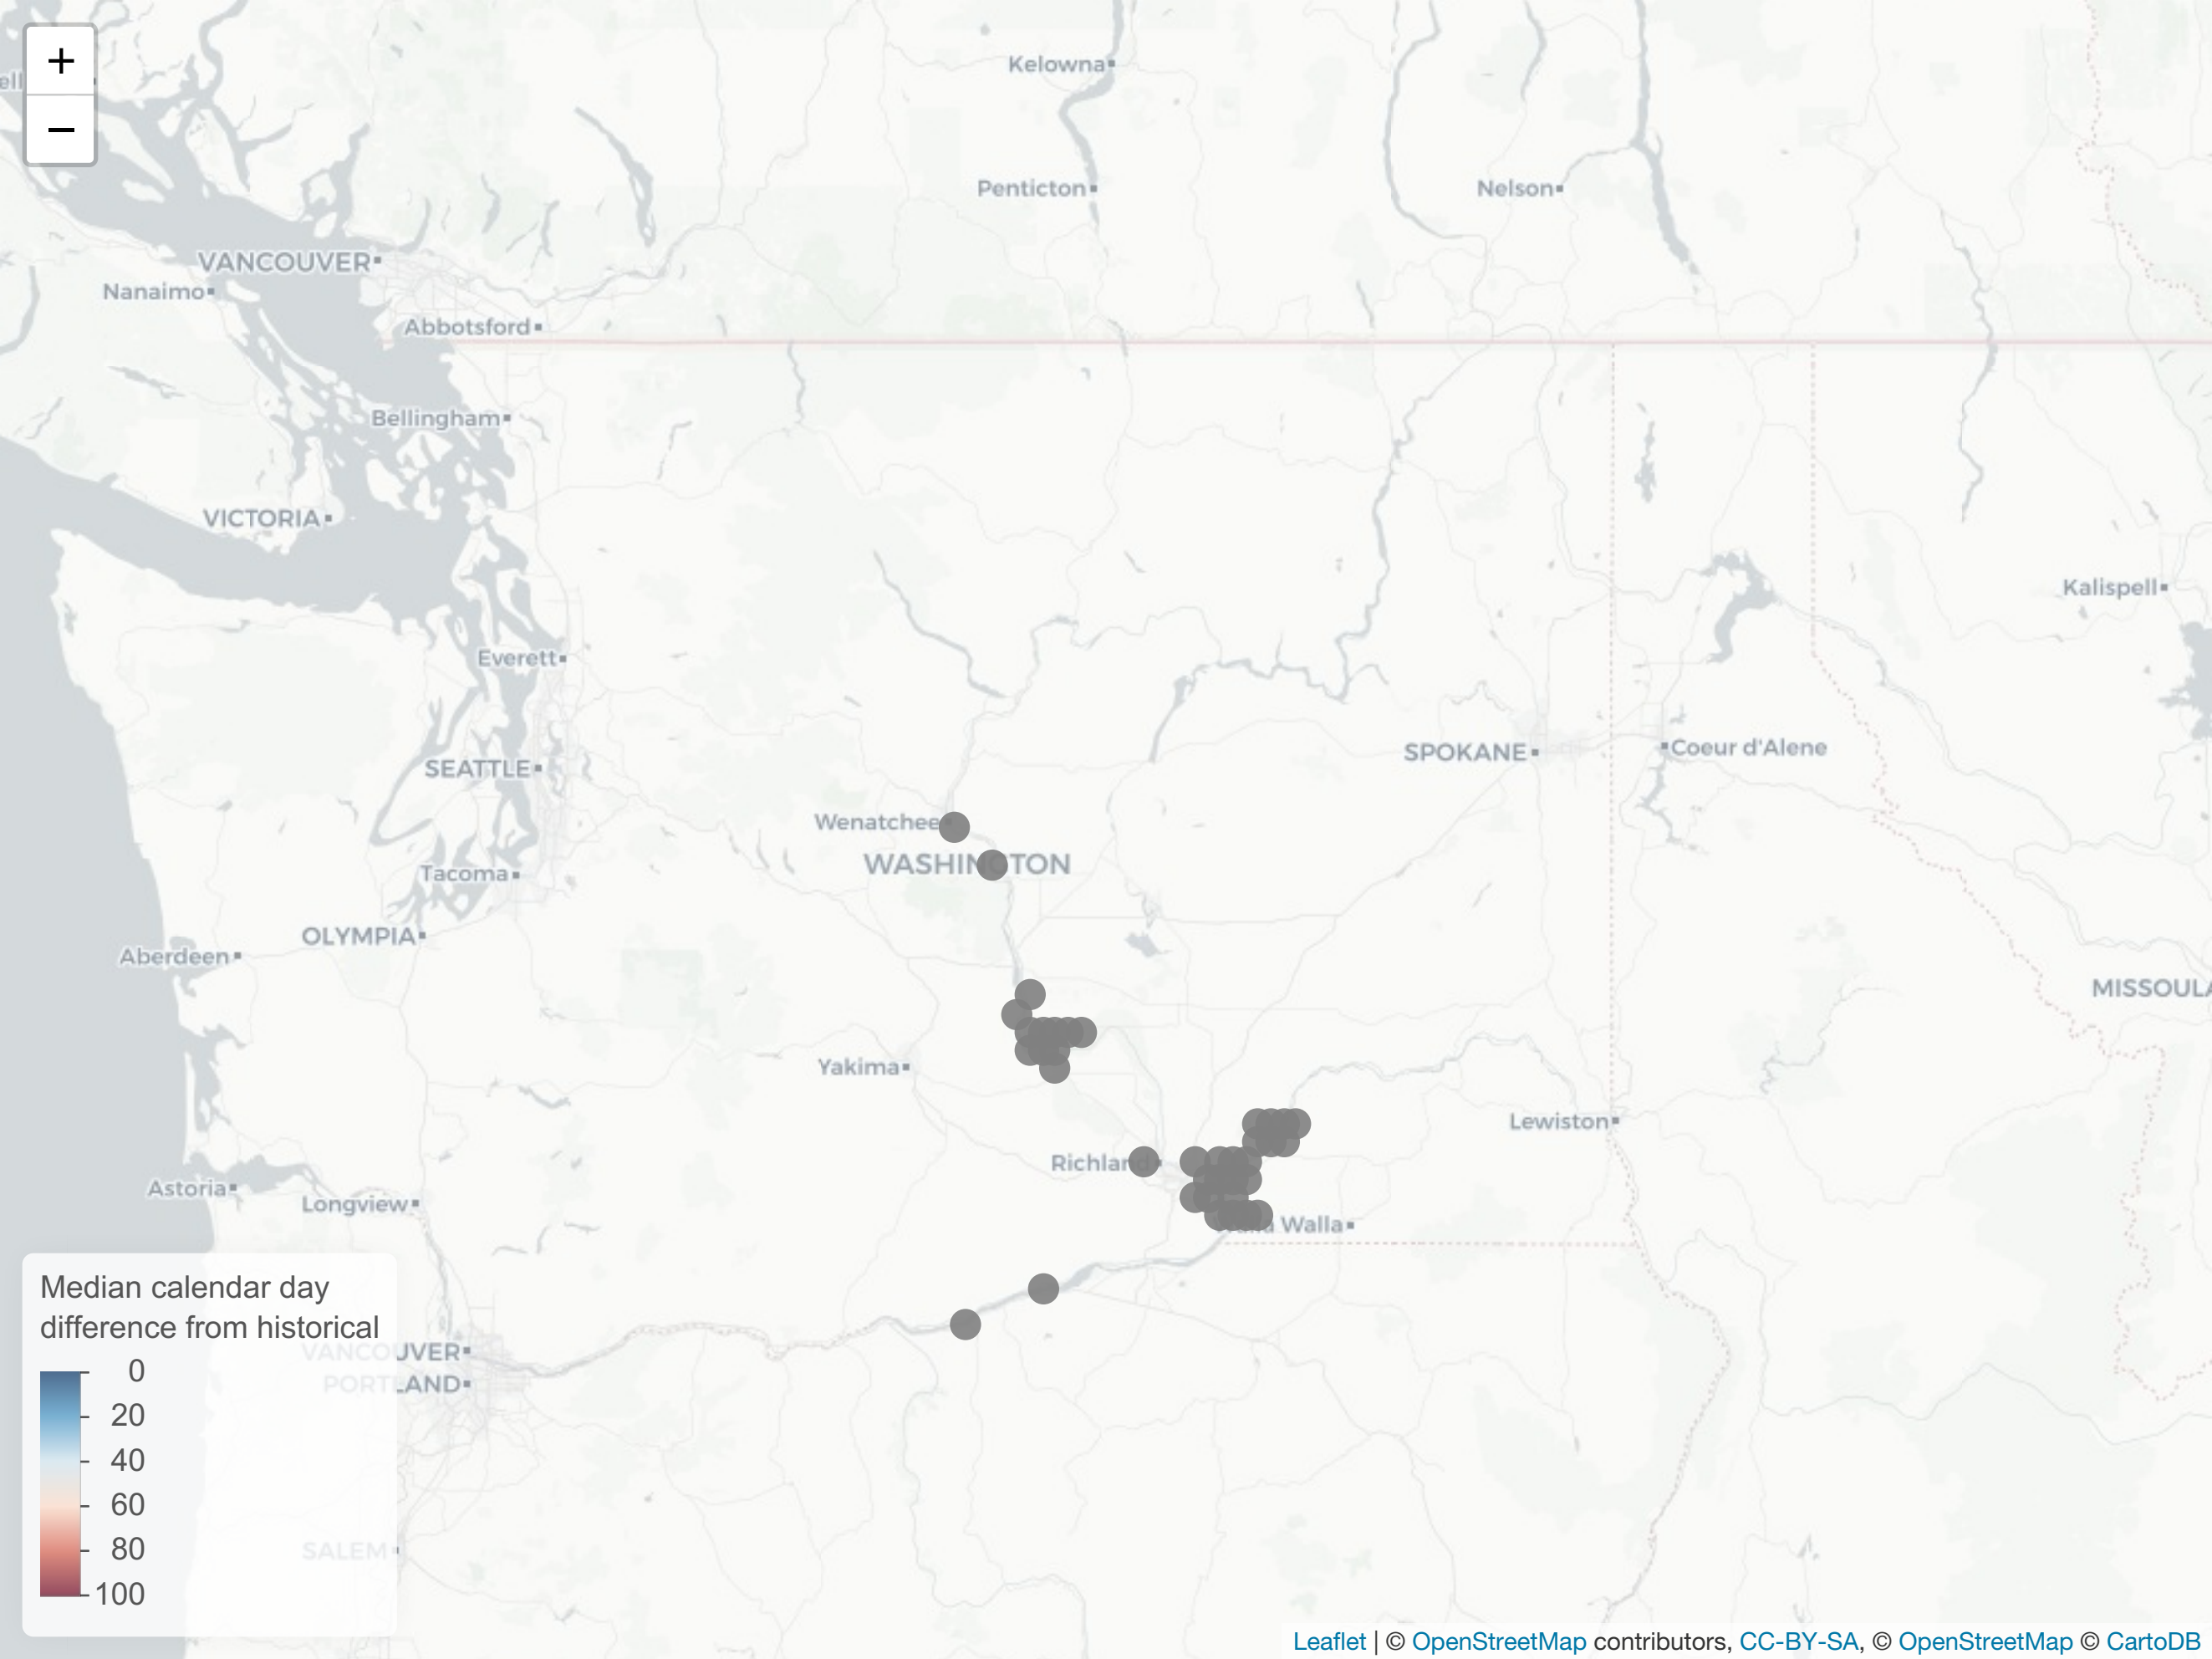 +
−
ell
Kelowna
Penticton
Nelson
VANCOUVER
Nanaimo
Abbotsford
Bellingham
VICTORIA
Kalispell
Everett
SPOKANE
Coeur d'Alene
SEATTLE
Wenatchee
WASHINGTON
Tacoma
OLYMPIA
Aberdeen
MISSOULA
Yakima
Lewiston
Richland
Astoria
Longview
Walla
Median calendar day
difference from historical
VANCOUVER
PORTLAND
0
20
40
60
80
100
SALEM
Leaflet | © OpenStreetMap contributors, CC-BY-SA, © OpenStreetMap © CartoDB